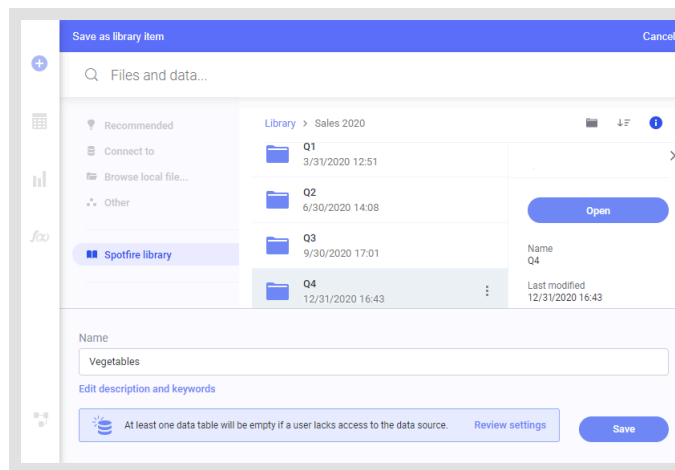 Save as library item
Cancel
Files and data...
Recommended
Connect to
Browse local file...
Other
Spotfire library
Library > Sales 2020
Q1
3/31/2020 12:51
Q2
6/30/2020 14:08
Q3
9/30/2020 17:01
Q4
12/31/2020 16:43
Open
Name
Q4
Last modified
12/31/2020 16:43
f(x)
Name
Vegetables
Edit description and keywords
At least one data table will be empty if a user lacks access to the data source.
Review settings
Save